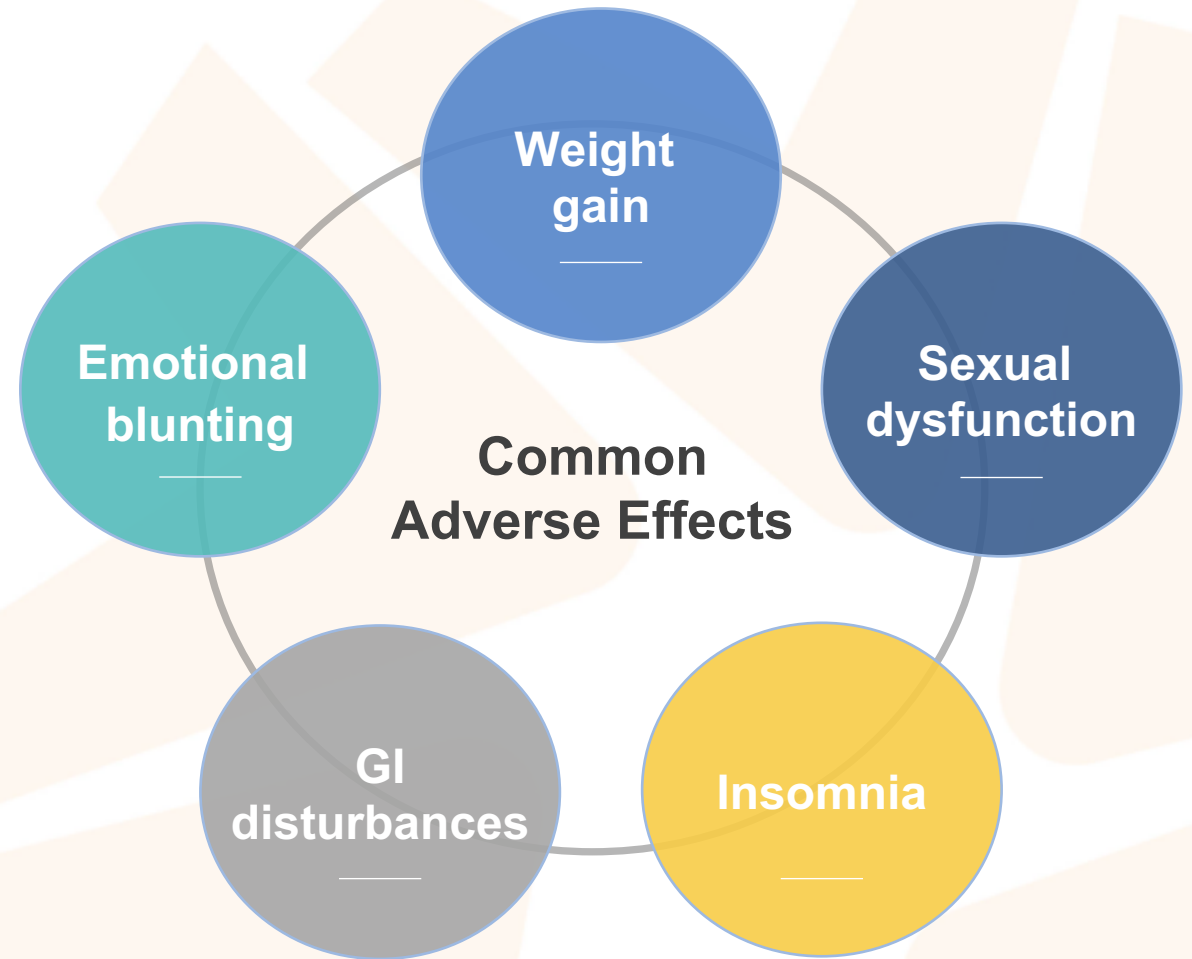 Weight
gain
Sexual
dysfunction
Emotional
blunting
Common
Adverse Effects
GI
disturbances
Insomnia